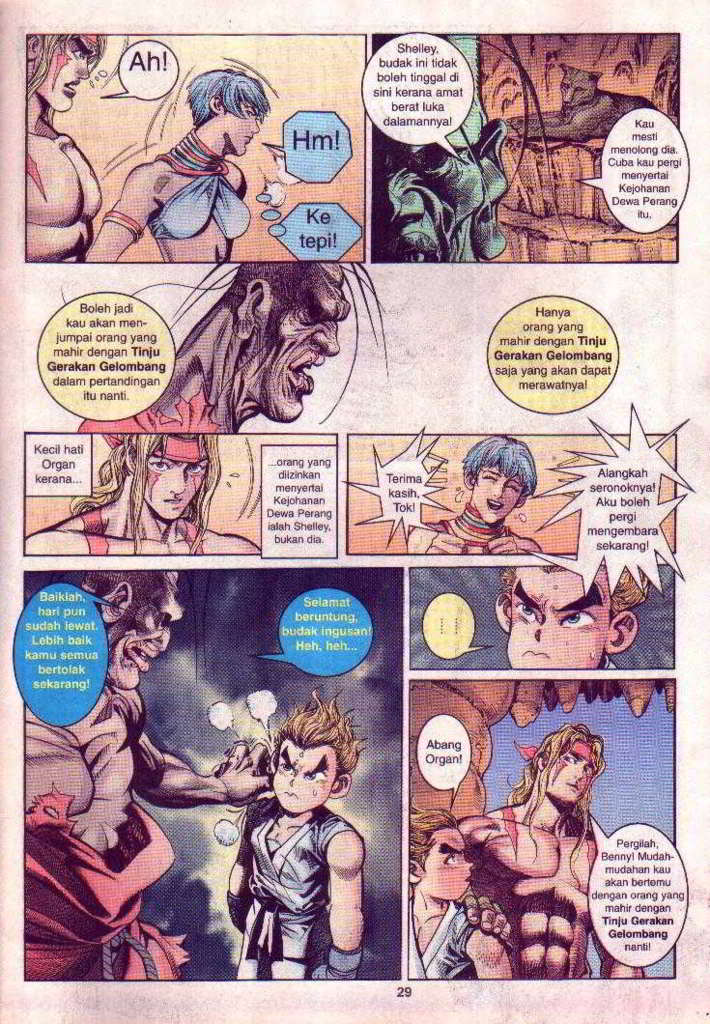 Ah!
Hm!
Ke
tepi!
Shelley,
budak ini tidak
boleh tinggal di
sini kerana amat
berat luka
dalamannya!
Kau
mesti
menolong dia.
Cuba kau pergi
menyertai
Kejohanan
Dewa Perang
itu.
Boleh jadi
kau akan men-
jumpai orang yang
mahir dengan Tinju
Gerakan Gelombang
dalam pertandingan
itu nanti.
Hanya
orang yang
mahir dengan Tinju
Gerakan Gelombang
saja yang akan dapat
merawatnya!
Kecil hati
Organ
kerana...
...orang yang
diizinkan
menyertai
Kejohanan
Dewa Perang
ialah Shelley,
bukan dia.
Terima
kasih,
Tok!
Alangkah
seronoknya!
Aku boleh
pergi
mengembara
sekarang!
Baiklah,
hari pun
sudah lewat.
Lebih baik
kamu semua
bertolak
sekarang!
Selamat
beruntung,
budak ingusan!
Heh, heh...
Abang
Organ!
Pergilah,
Benny! Mudah-
mudahan kau
akan bertemu
dengan orang yang
mahir dengan
Tinju Gerakan
Gelombang
nanti!
29